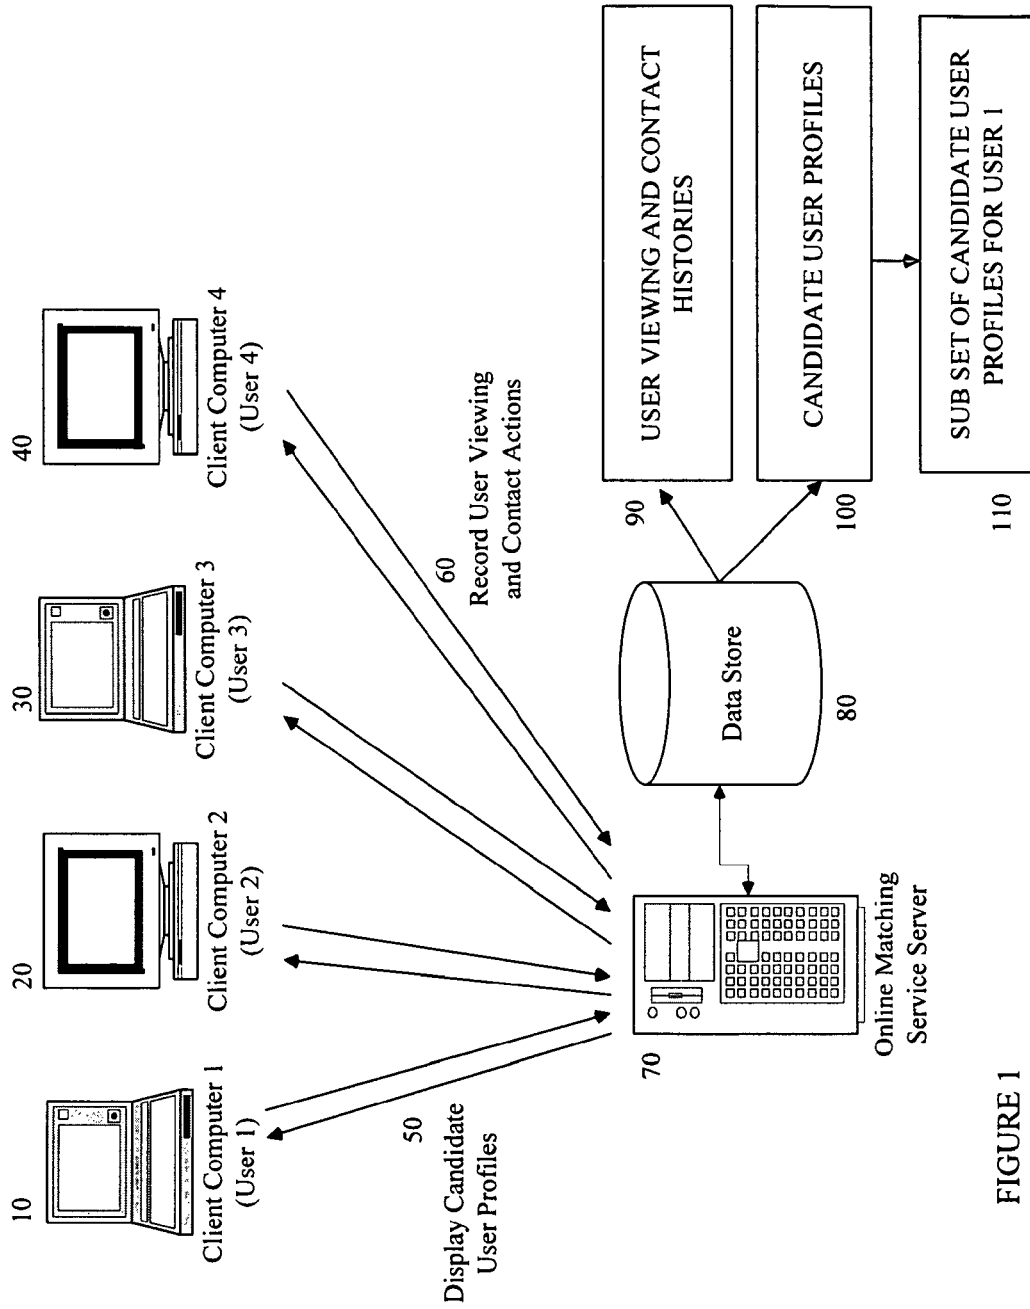 10
20
30
40
Client Computer 1
(User 1)
Client Computer 2
(User 2)
Client Computer 3
(User 3)
Client Computer 4
(User 4)
50
Display Candidate
User Profiles
60
Record User Viewing
and Contact Actions
70
Online Matching
Service Server
Data Store
80
90
USER VIEWING AND CONTACT
HISTORIES
100
CANDIDATE USER PROFILES
110
SUB SET OF CANDIDATE USER
PROFILES FOR USER 1
FIGURE 1